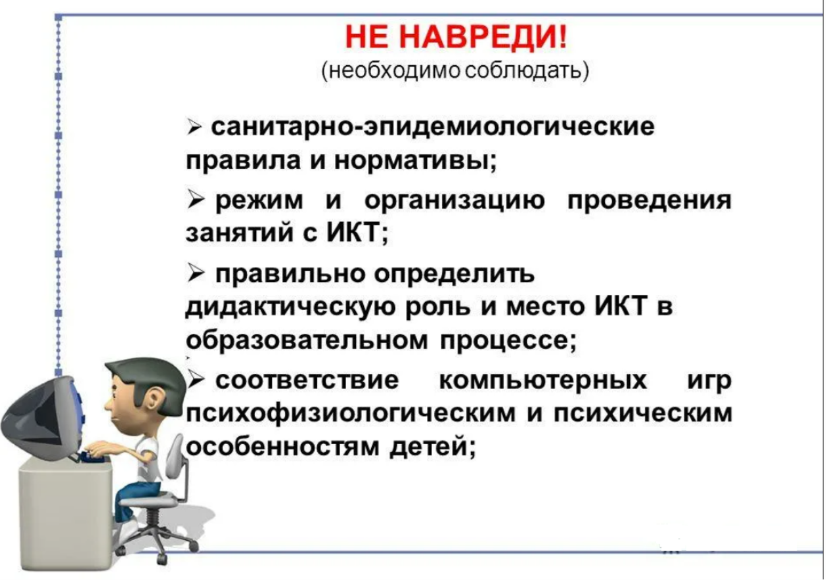 НЕ НАВРЕДИ!
(необходимо соблюдать)
➢ санитарно-эпидемиологические
правила и нормативы;
➢ режим и организацию проведения
занятий с ИКТ;
➢ правильно определить
дидактическую роль и место ИКТ в
образовательном процессе;
➢ соответствие компьютерных игр
психофизиологическим и психическим
особенностям детей;